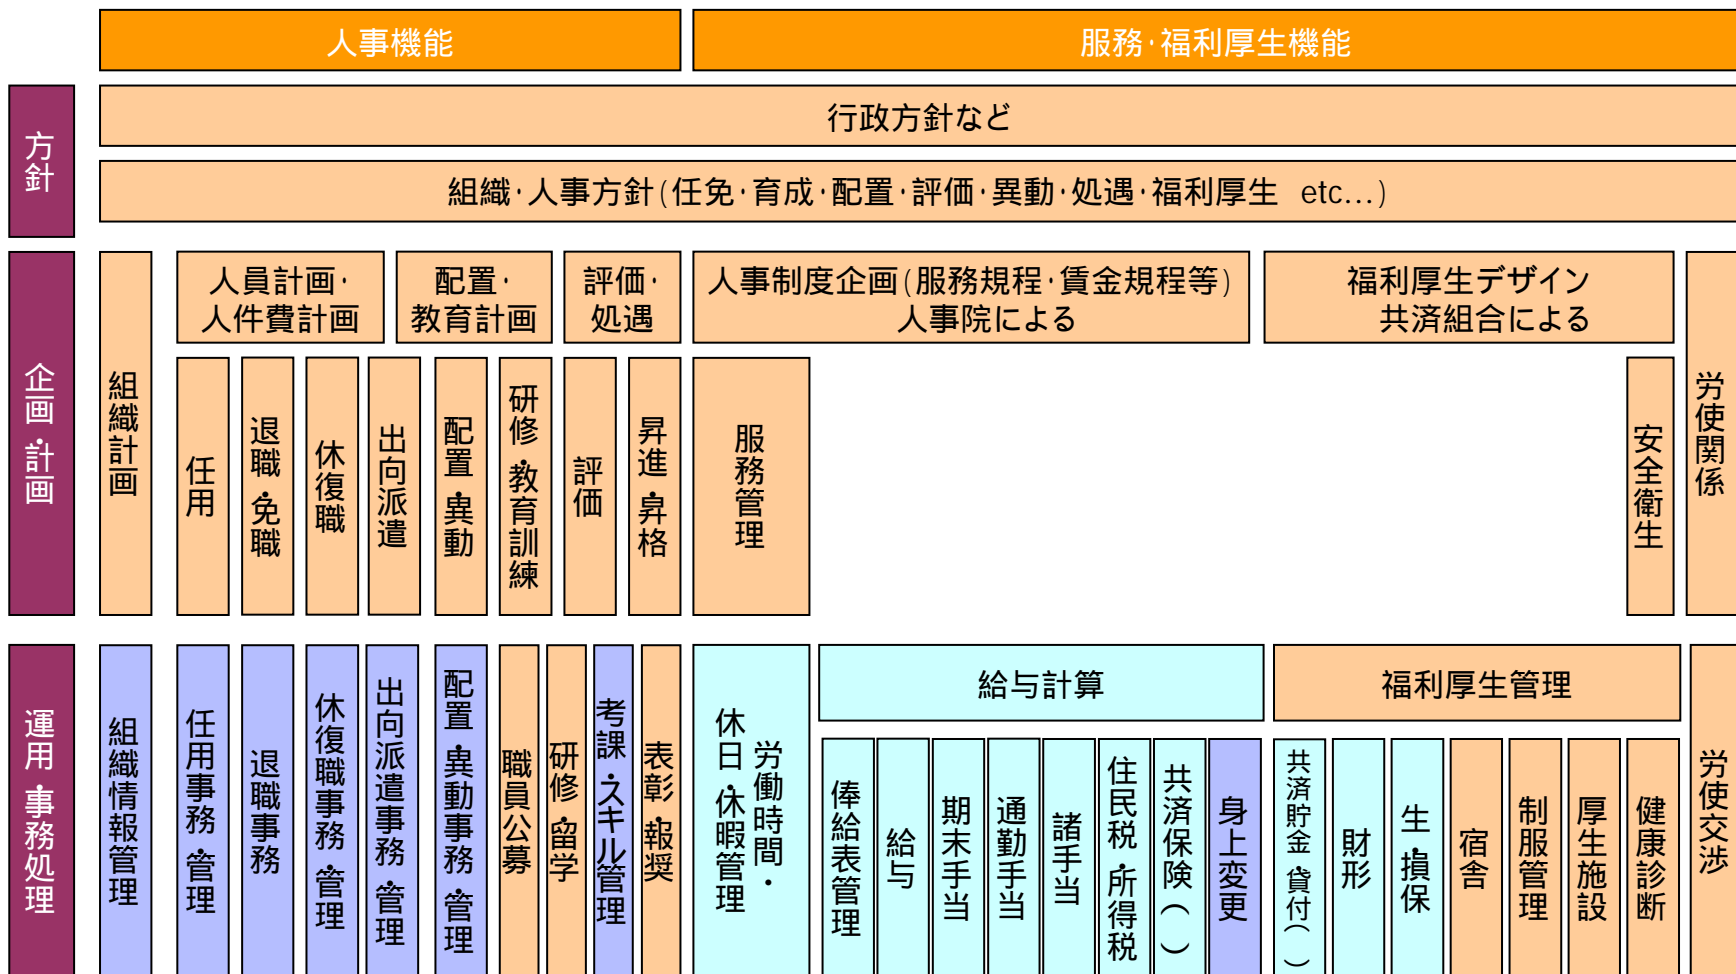 人事機能
服務・福利厚生機能
方針
行政方針など
組織・人事方針(任免・育成・配置・評価・異動・処遇・福利厚生 etc…)
企画・計画
組織計画
人員計画・
人件費計画
配置・
教育計画
評価・
処遇
人事制度企画(服務規程・賃金規程等)
人事院による
福利厚生デザイン
共済組合による
労使関係
任用
退職・免職
休復職
出向派遣
配置・異動
研修・教育訓練
評価
昇進・昇格
服務管理
安全衛生
運用・事務処理
組織情報管理
任用事務・管理
退職事務
休復職事務・管理
出向派遣事務・管理
配置・異動事務・管理
職員公募
研修・留学
考課・スキル管理
表彰・報奨
労働時間・
休日・休暇管理
給与計算
福利厚生管理
労使交渉
俸給表管理
給与
期末手当
通勤手当
諸手当
住民税・所得税
共済保険( )
身上変更
共済貯金・貸付( )
財形
生・損保
宿舎
制服管理
厚生施設
健康診断